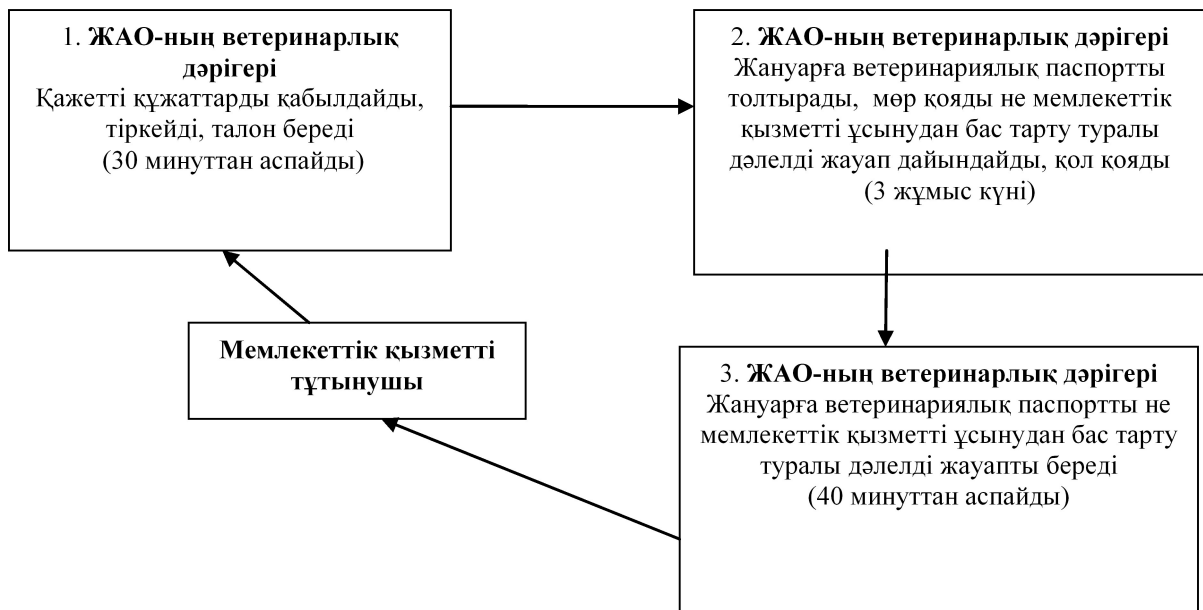 1. ЖАО-ның ветеринарлық
дәрігері
Қажетті құжаттарды қабылдайды,
тіркейді, талон береді
(30 минуттан аспайды)
2. ЖАО-ның ветеринарлық дәрігері
Жануарға ветеринариялық паспортты
толтырады, мөр қояды не мемлекеттік
қызметті ұсынудан бас тарту туралы
дәлелді жауап дайындайды, қол қояды
(3 жұмыс күні)
Мемлекеттік қызметті
тұтынушы
3. ЖАО-ның ветеринарлық дәрігері
Жануарға ветеринариялық паспортты не
мемлекеттік қызметті ұсынудан бас тарту
туралы дәлелді жауапты береді
(40 минуттан аспайды)